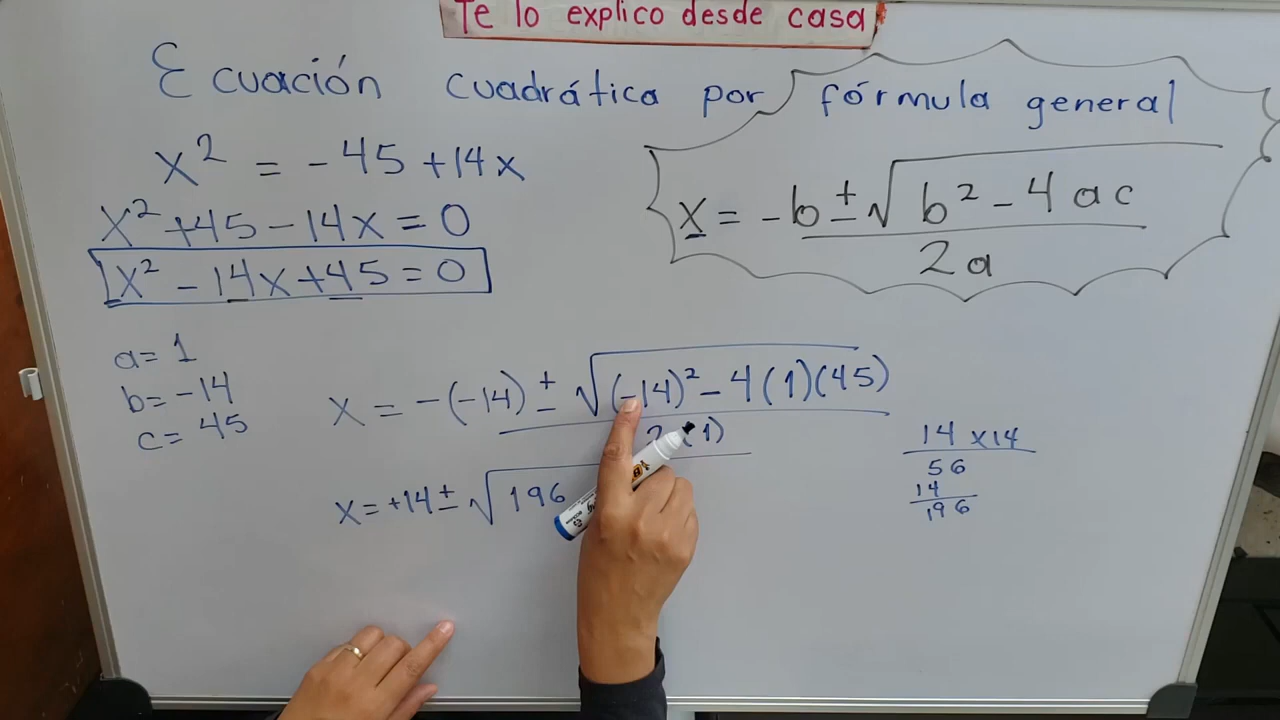 Te lo explico desde casa
Ecuación cuadrática por fórmula general
x² = -45 +14x
x² +45 -14x = 0
x² - 14x + 45 = 0
x = -b ± √b² - 4ac
2a
a= 1
b= -14
c= 45
x = -(-14) ± √(-14)² - 4(1)(45)
2(1)
x = +14 ± √196
14 x14
56
14
196